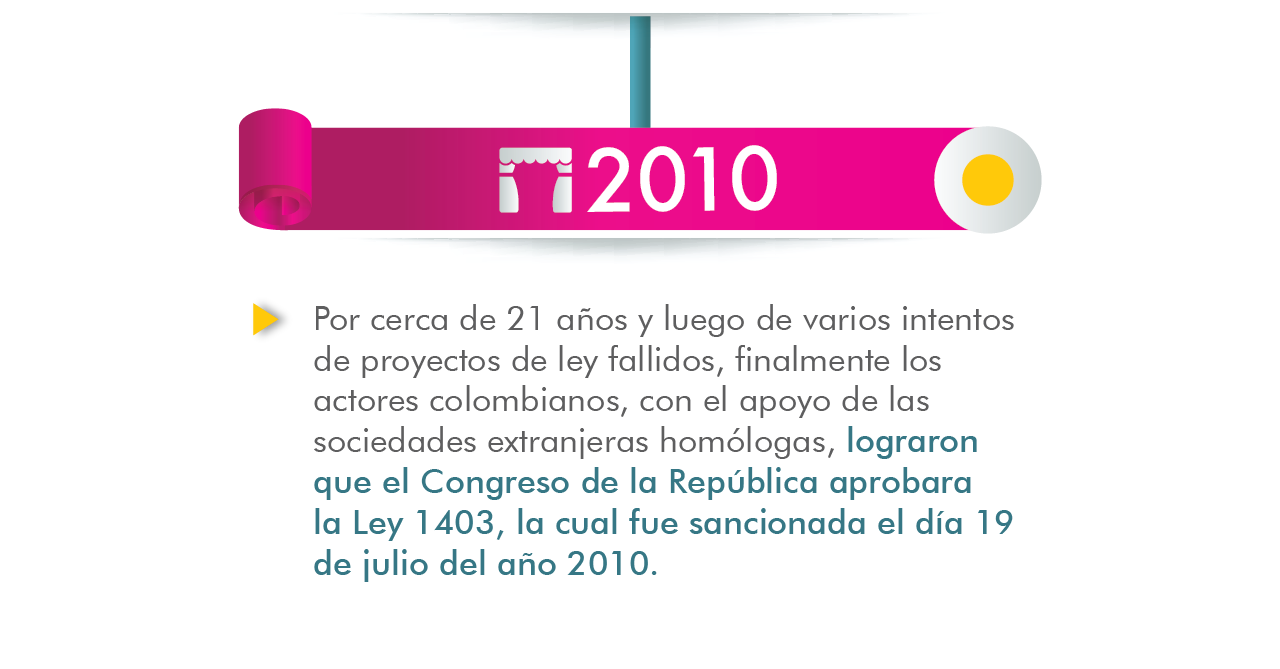 2010
Por cerca de 21 años y luego de varios intentos
de proyectos de ley fallidos, finalmente los
actores colombianos, con el apoyo de las
sociedades extranjeras homólogas, lograron
que el Congreso de la República aprobara
la Ley 1403, la cual fue sancionada el día 19
de julio del año 2010.